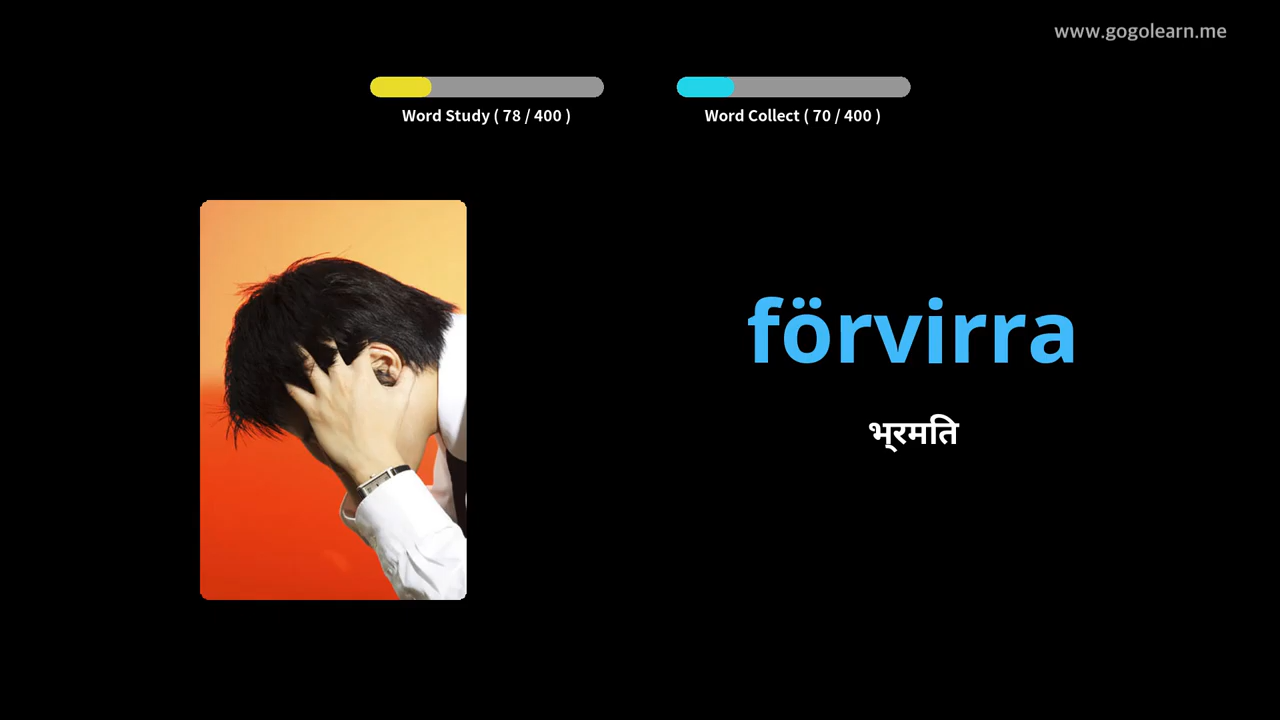 www.gogolearn.me
Word Study ( 78 / 400 )
Word Collect ( 70 / 400 )
förvirra
भ्रमति